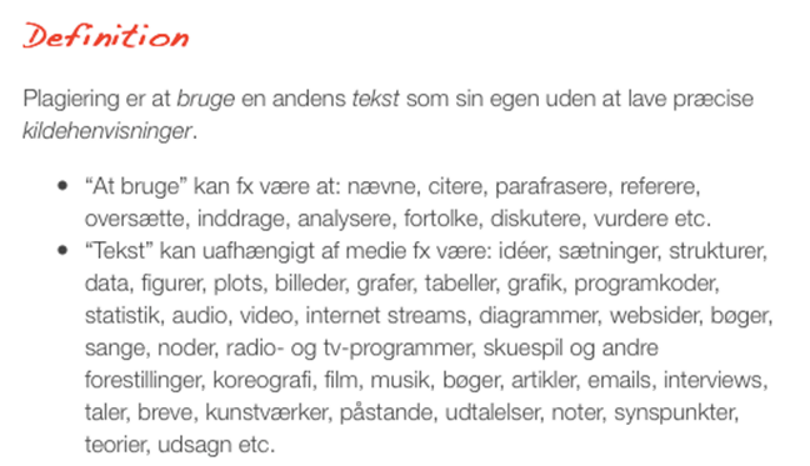 Definition
Plagiering er at bruge en andens tekst som sin egen uden at lave præcise
kildehenvisninger.
• “At bruge” kan fx være at: nævne, citere, parafrasere, referere,
oversætte, inddrage, analysere, fortolke, diskutere, vurdere etc.
• “Tekst” kan uafhængigt af medie fx være: idéer, sætninger, strukturer,
data, figurer, plots, billeder, grafer, tabeller, grafik, programkoder,
statistik, audio, video, internet streams, diagrammer, websider, bøger,
sange, noder, radio- og tv-programmer, skuespil og andre
forestillinger, koreografi, film, musik, bøger, artikler, emails, interviews,
taler, breve, kunstværker, påstande, udtalelser, noter, synspunkter,
teorier, udsagn etc.